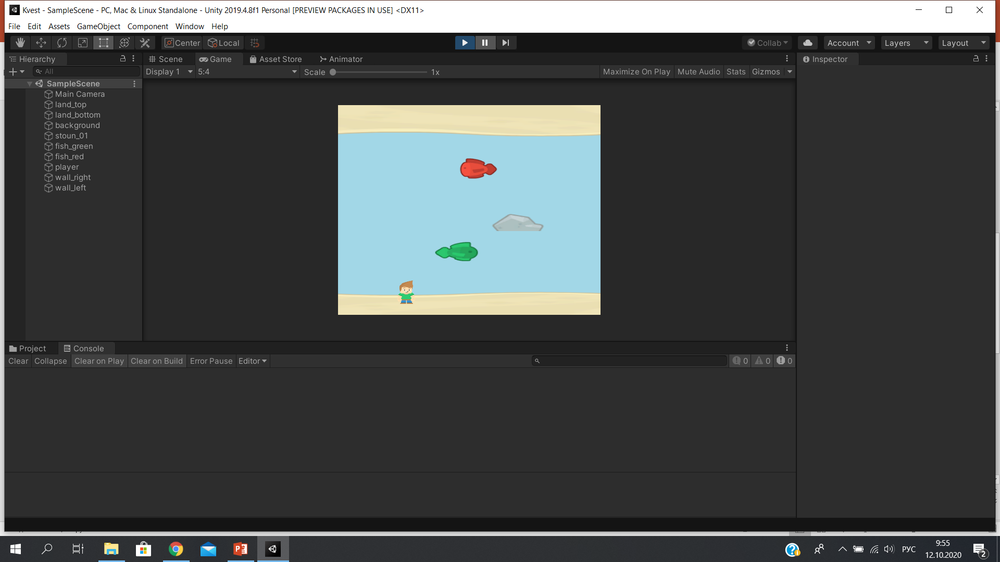 Kvest - SampleScene - PC, Mac & Linux Standalone - Unity 2019.4.8f1 Personal [PREVIEW PACKAGES IN USE] <DX11>
File Edit Assets GameObject Component Window Help
Center Local Collab Account Layers Layout
Hierarchy Scene Game Asset Store Animator Inspector
All Display 1 5:4 Scale 1x Maximize On Play Mute Audio Stats Gizmos
SampleScene
Main Camera
land_top
land_bottom
background
stoun_01
fish_green
fish_red
player
wall_right
wall_left
Project Console
Clear Collapse Clear on Play Clear on Build Error Pause Editor 0 0 0
РУС 9:55
12.10.2020 2